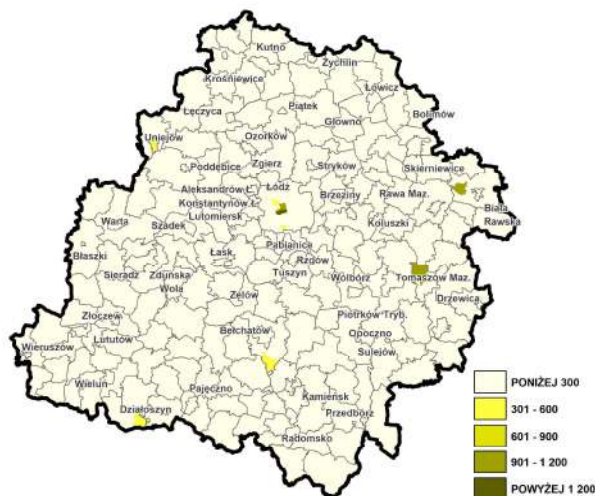 Kutno
Żychlin
Krośniewice
Łowicz
Piątek
Łęczyca
Bolimów
Głowno
Uniejów
Ozorków
Zgierz
Stryków
Skierniewice
Poddębice
Aleksandrów Ł.
Łódź
Brzeziny
Rawa Maz.
Konstantynów Ł.
Biała
Rawska
Lutomiersk
Warta
Szadek
Koluszki
Pabianice
Błaszki
Łask
Rzgów
Sieradz
Zduńska
Wola
Tuszyn
Wolbórz
Tomaszów Maz.
Zelów
Drzewica
Złoczew
Piotrków Tryb.
Bełchatów
Opoczno
Lututów
Wieruszów
Sulejów
Wieluń
Pajęczno
Kamieńsk
Działoszyn
Przedbórz
Radomsko
PONIŻEJ 300
301 - 600
601 - 900
901 - 1 200
POWYŻEJ 1 200